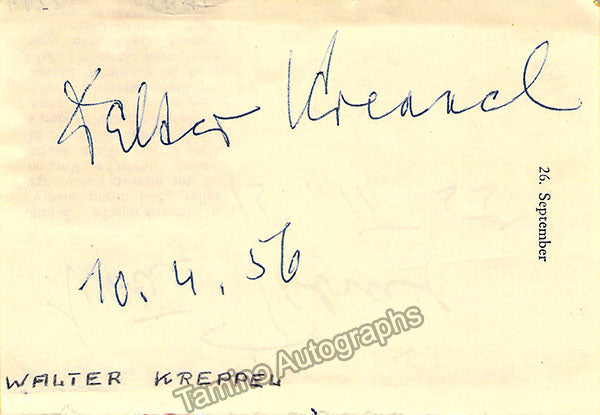 Walter Kreppel
26. September
10.4.56
WALTER KREPPEL
Tamino Autographs